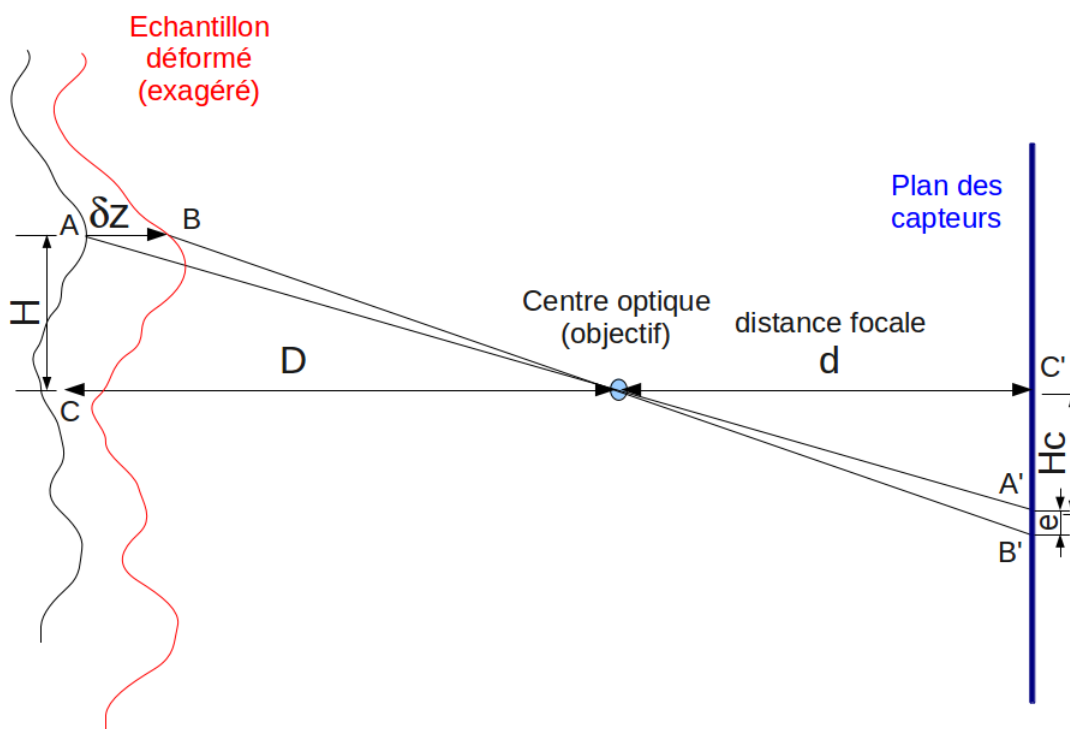 Echantillon
déformé
(exagéré)
Plan des
capteurs
A
δz
B
H
Centre optique
(objectif)
distance focale
D
d
C
C'
Hc
A'
e
B'